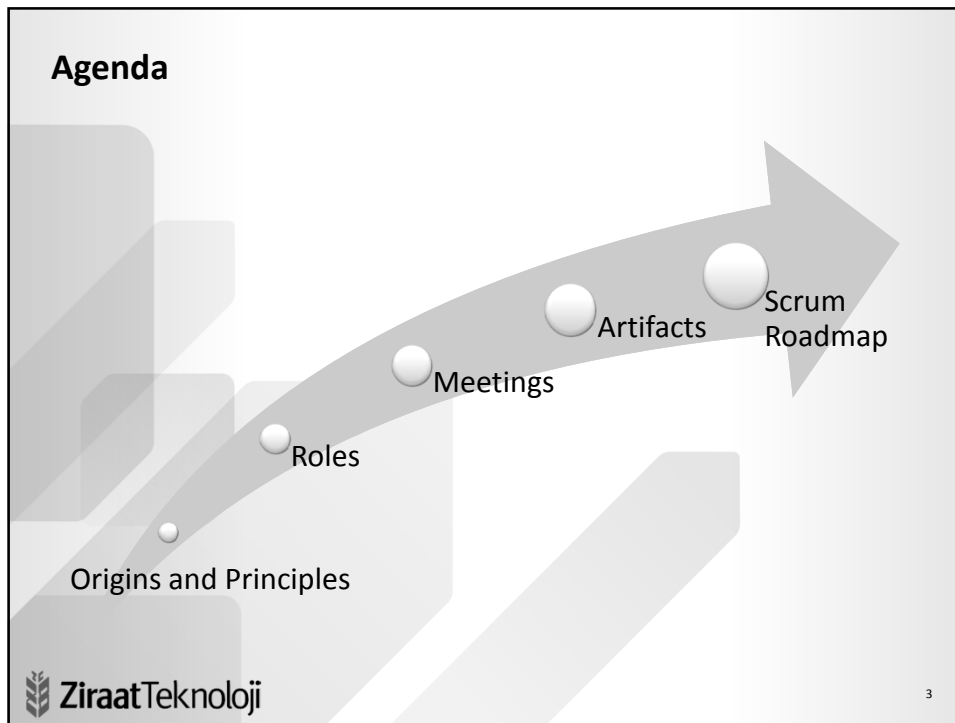 Agenda
Scrum
Roadmap
Artifacts
Meetings
Roles
Origins and Principles
ZiraatTeknoloji
3